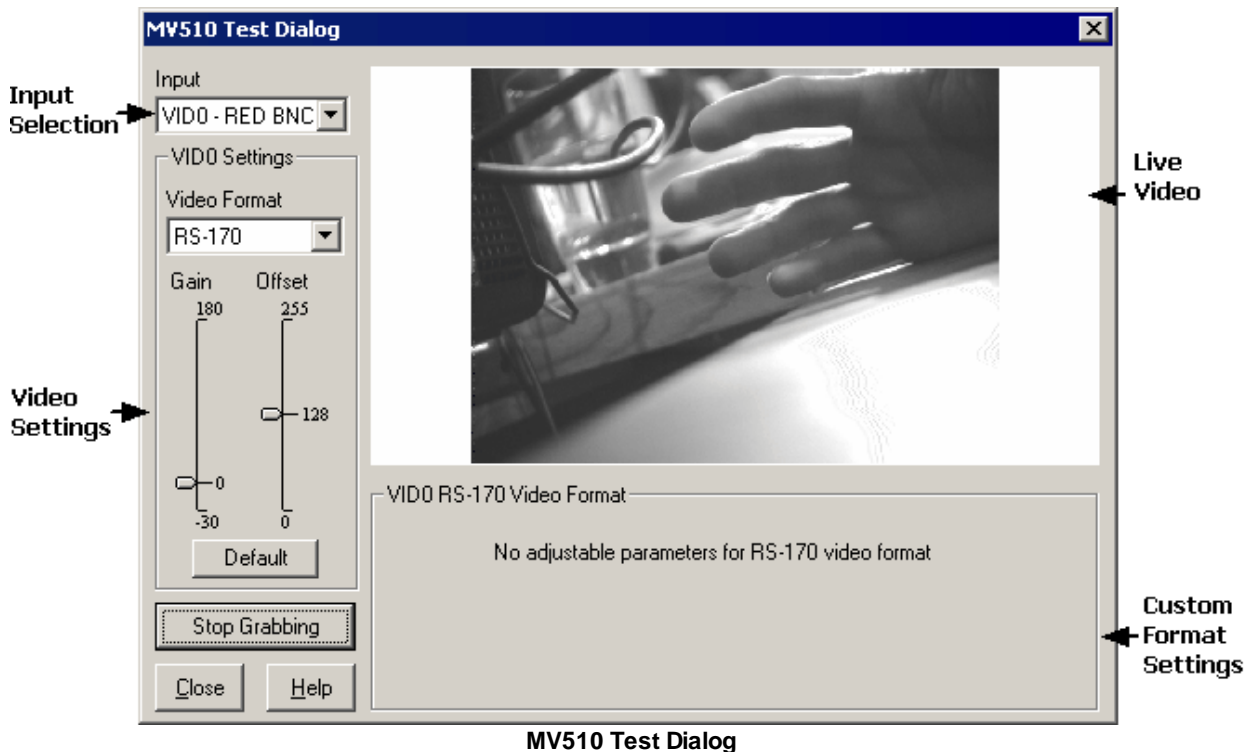 MV510 Test Dialog
Input
Selection
Input
VID0 - RED BNC
VID0 Settings
Video Format
RS-170
Gain
Offset
180
255
128
0
-30
0
Default
Stop Grabbing
Close
Help
Video
Settings
Live
Video
VID0 RS-170 Video Format
No adjustable parameters for RS-170 video format
Custom
Format
Settings
MV510 Test Dialog